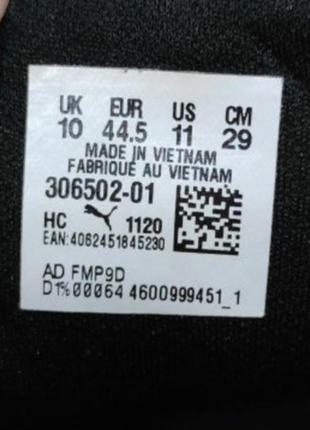 UK EUR US CM
10 44.5 11 29
MADE IN VIETNAM
FABRIQUÉ AU VIETNAM
306502-01
HC 1120
EAN:4062451845230
AD FMP9D
D1%00064 4600999451_1